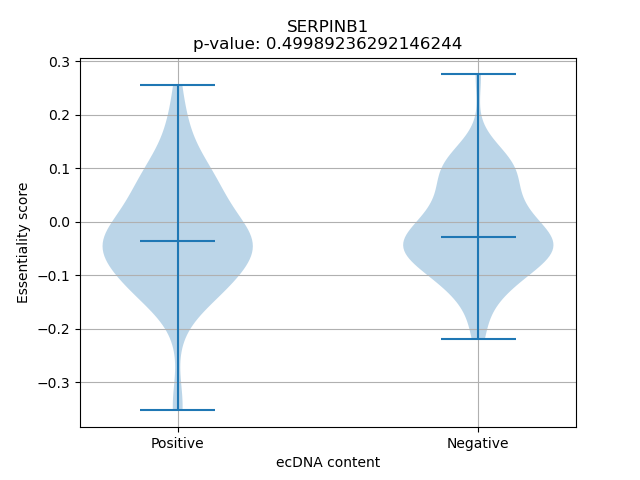 SERPINB1
p-value: 0.49989236292146244
0.3
0.2
0.1
0.0
−0.1
−0.2
−0.3
Essentiality score
Positive
Negative
ecDNA content